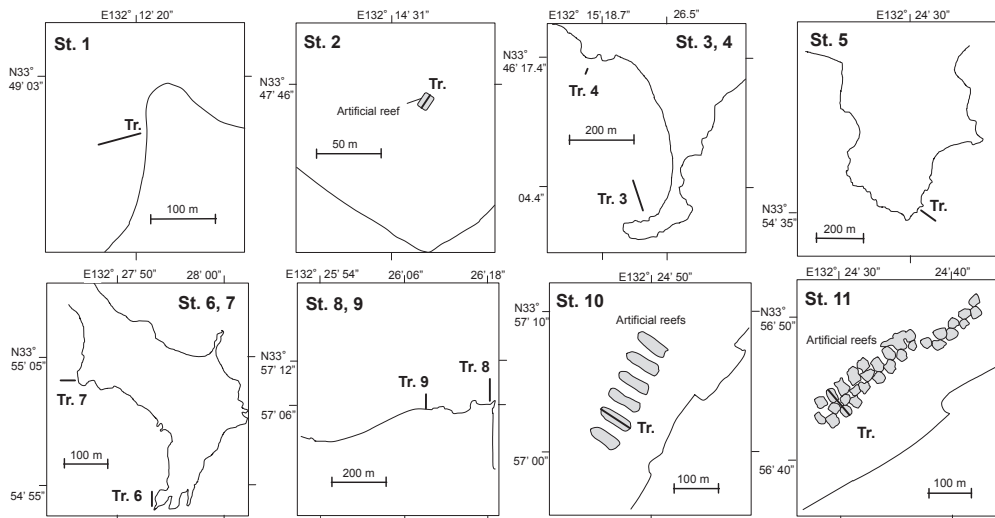 E132° 12' 20"
St. 1
N33°
49' 03"
Tr.
100 m
E132° 14' 31"
St. 2
N33°
47' 46"
Tr.
Artificial reef
50 m
E132° 15' 18.7" 26.5"
St. 3, 4
N33°
46' 17.4"
Tr. 4
200 m
Tr. 3
04.4"
E132° 24' 30"
St. 5
N33°
54' 35"
Tr.
200 m
E132° 27' 50" 28' 00"
St. 6, 7
N33°
55' 05"
Tr. 7
100 m
54' 55"
Tr. 6
E132° 25' 54" 26' 06" 26' 18"
St. 8, 9
N33°
57' 12"
Tr. 8
Tr. 9
57' 06"
200 m
E132° 24' 50"
St. 10
N33°
57' 10"
Artificial reefs
Tr.
57' 00"
100 m
E132° 24' 30" 24' 40"
St. 11
N33°
56' 50"
Artificial reefs
Tr.
56' 40"
100 m